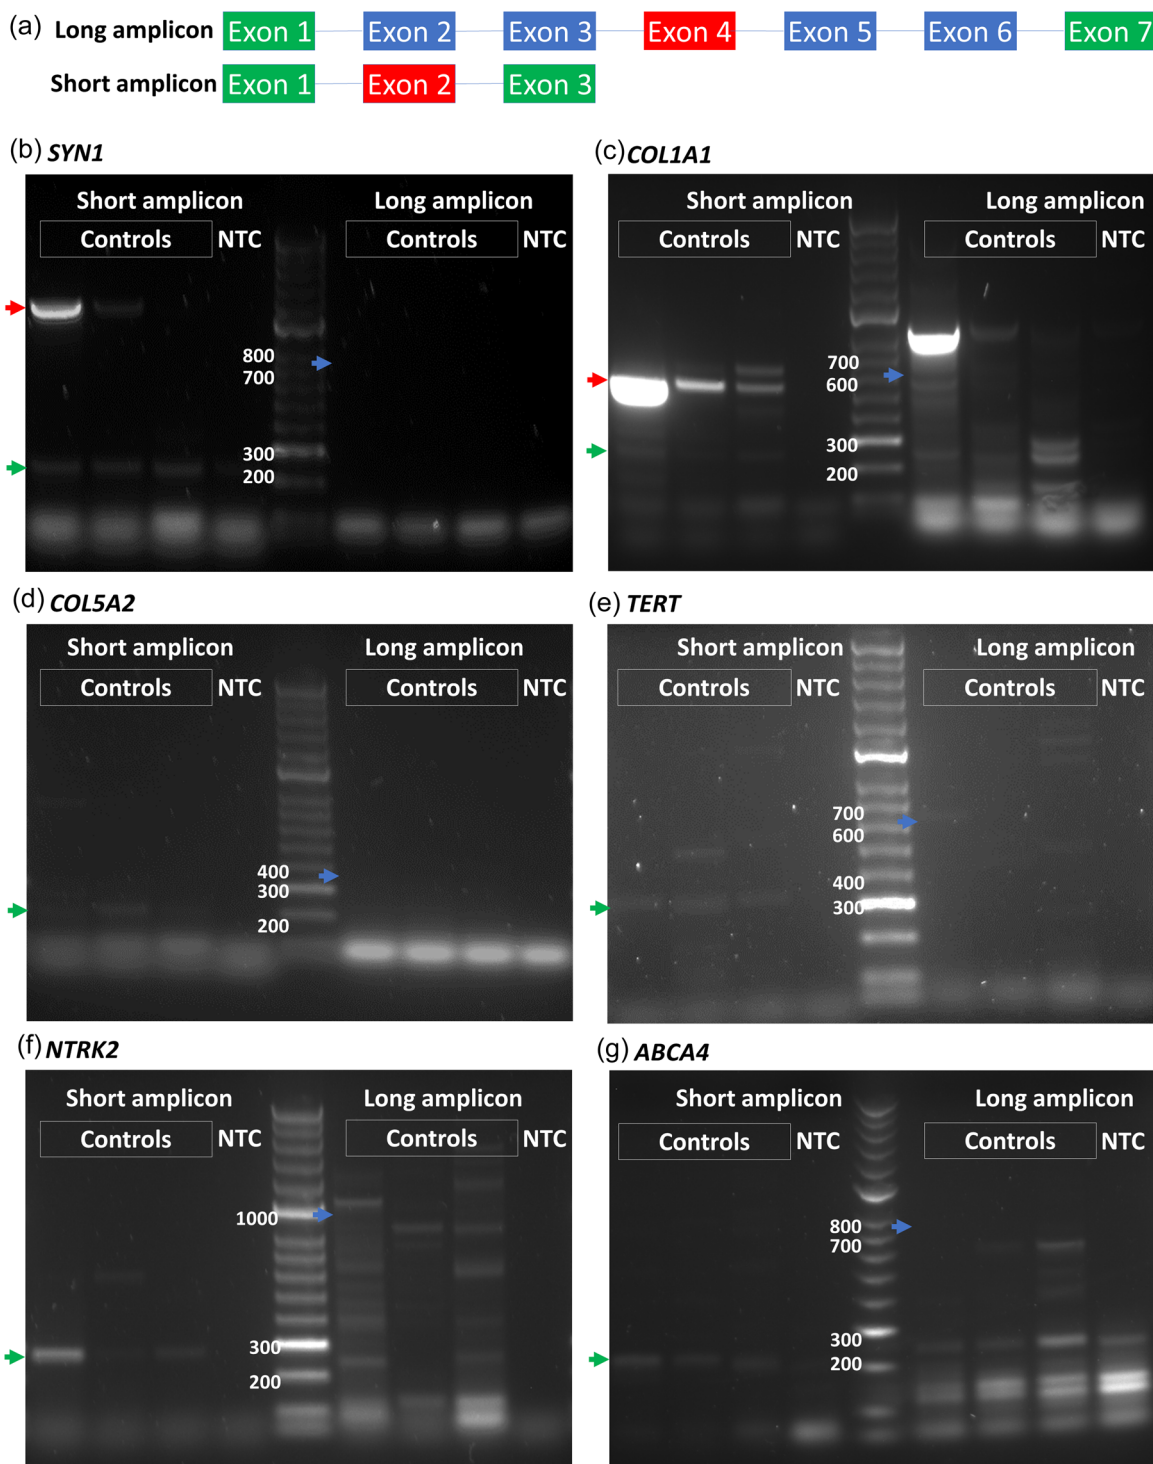 (a) Long amplicon Exon 1 Exon 2 Exon 3 Exon 4 Exon 5 Exon 6 Exon 7
Short amplicon Exon 1 Exon 2 Exon 3
(b) SYN1
Short amplicon Long amplicon
Controls NTC Controls NTC
800
700
300
200
(c) COL1A1
Short amplicon Long amplicon
Controls NTC Controls NTC
700
600
300
200
(d) COL5A2
Short amplicon Long amplicon
Controls NTC Controls NTC
400
300
200
(e) TERT
Short amplicon Long amplicon
Controls NTC Controls NTC
700
600
400
300
(f) NTRK2
Short amplicon Long amplicon
Controls NTC Controls NTC
1000
300
200
(g) ABCA4
Short amplicon Long amplicon
Controls NTC Controls NTC
800
700
300
200